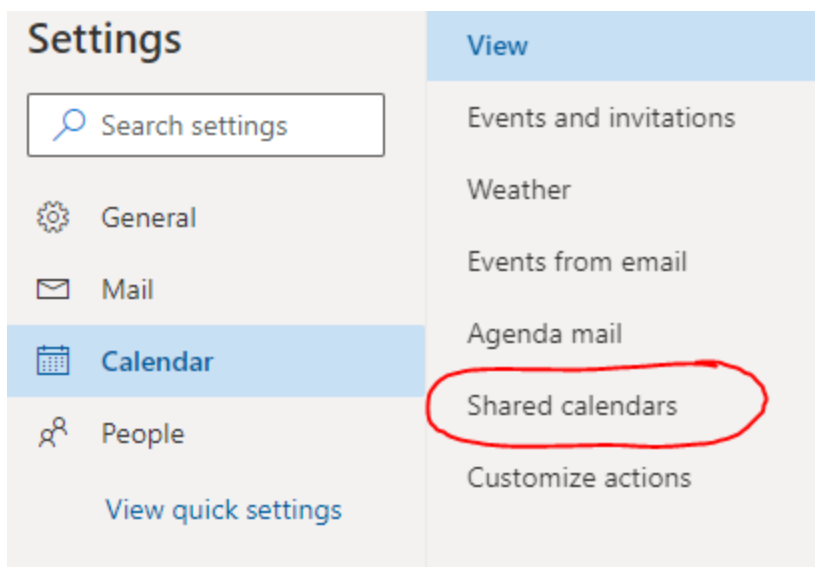 Settings
Search settings
General
Mail
Calendar
People
View quick settings
View
Events and invitations
Weather
Events from email
Agenda mail
Shared calendars
Customize actions